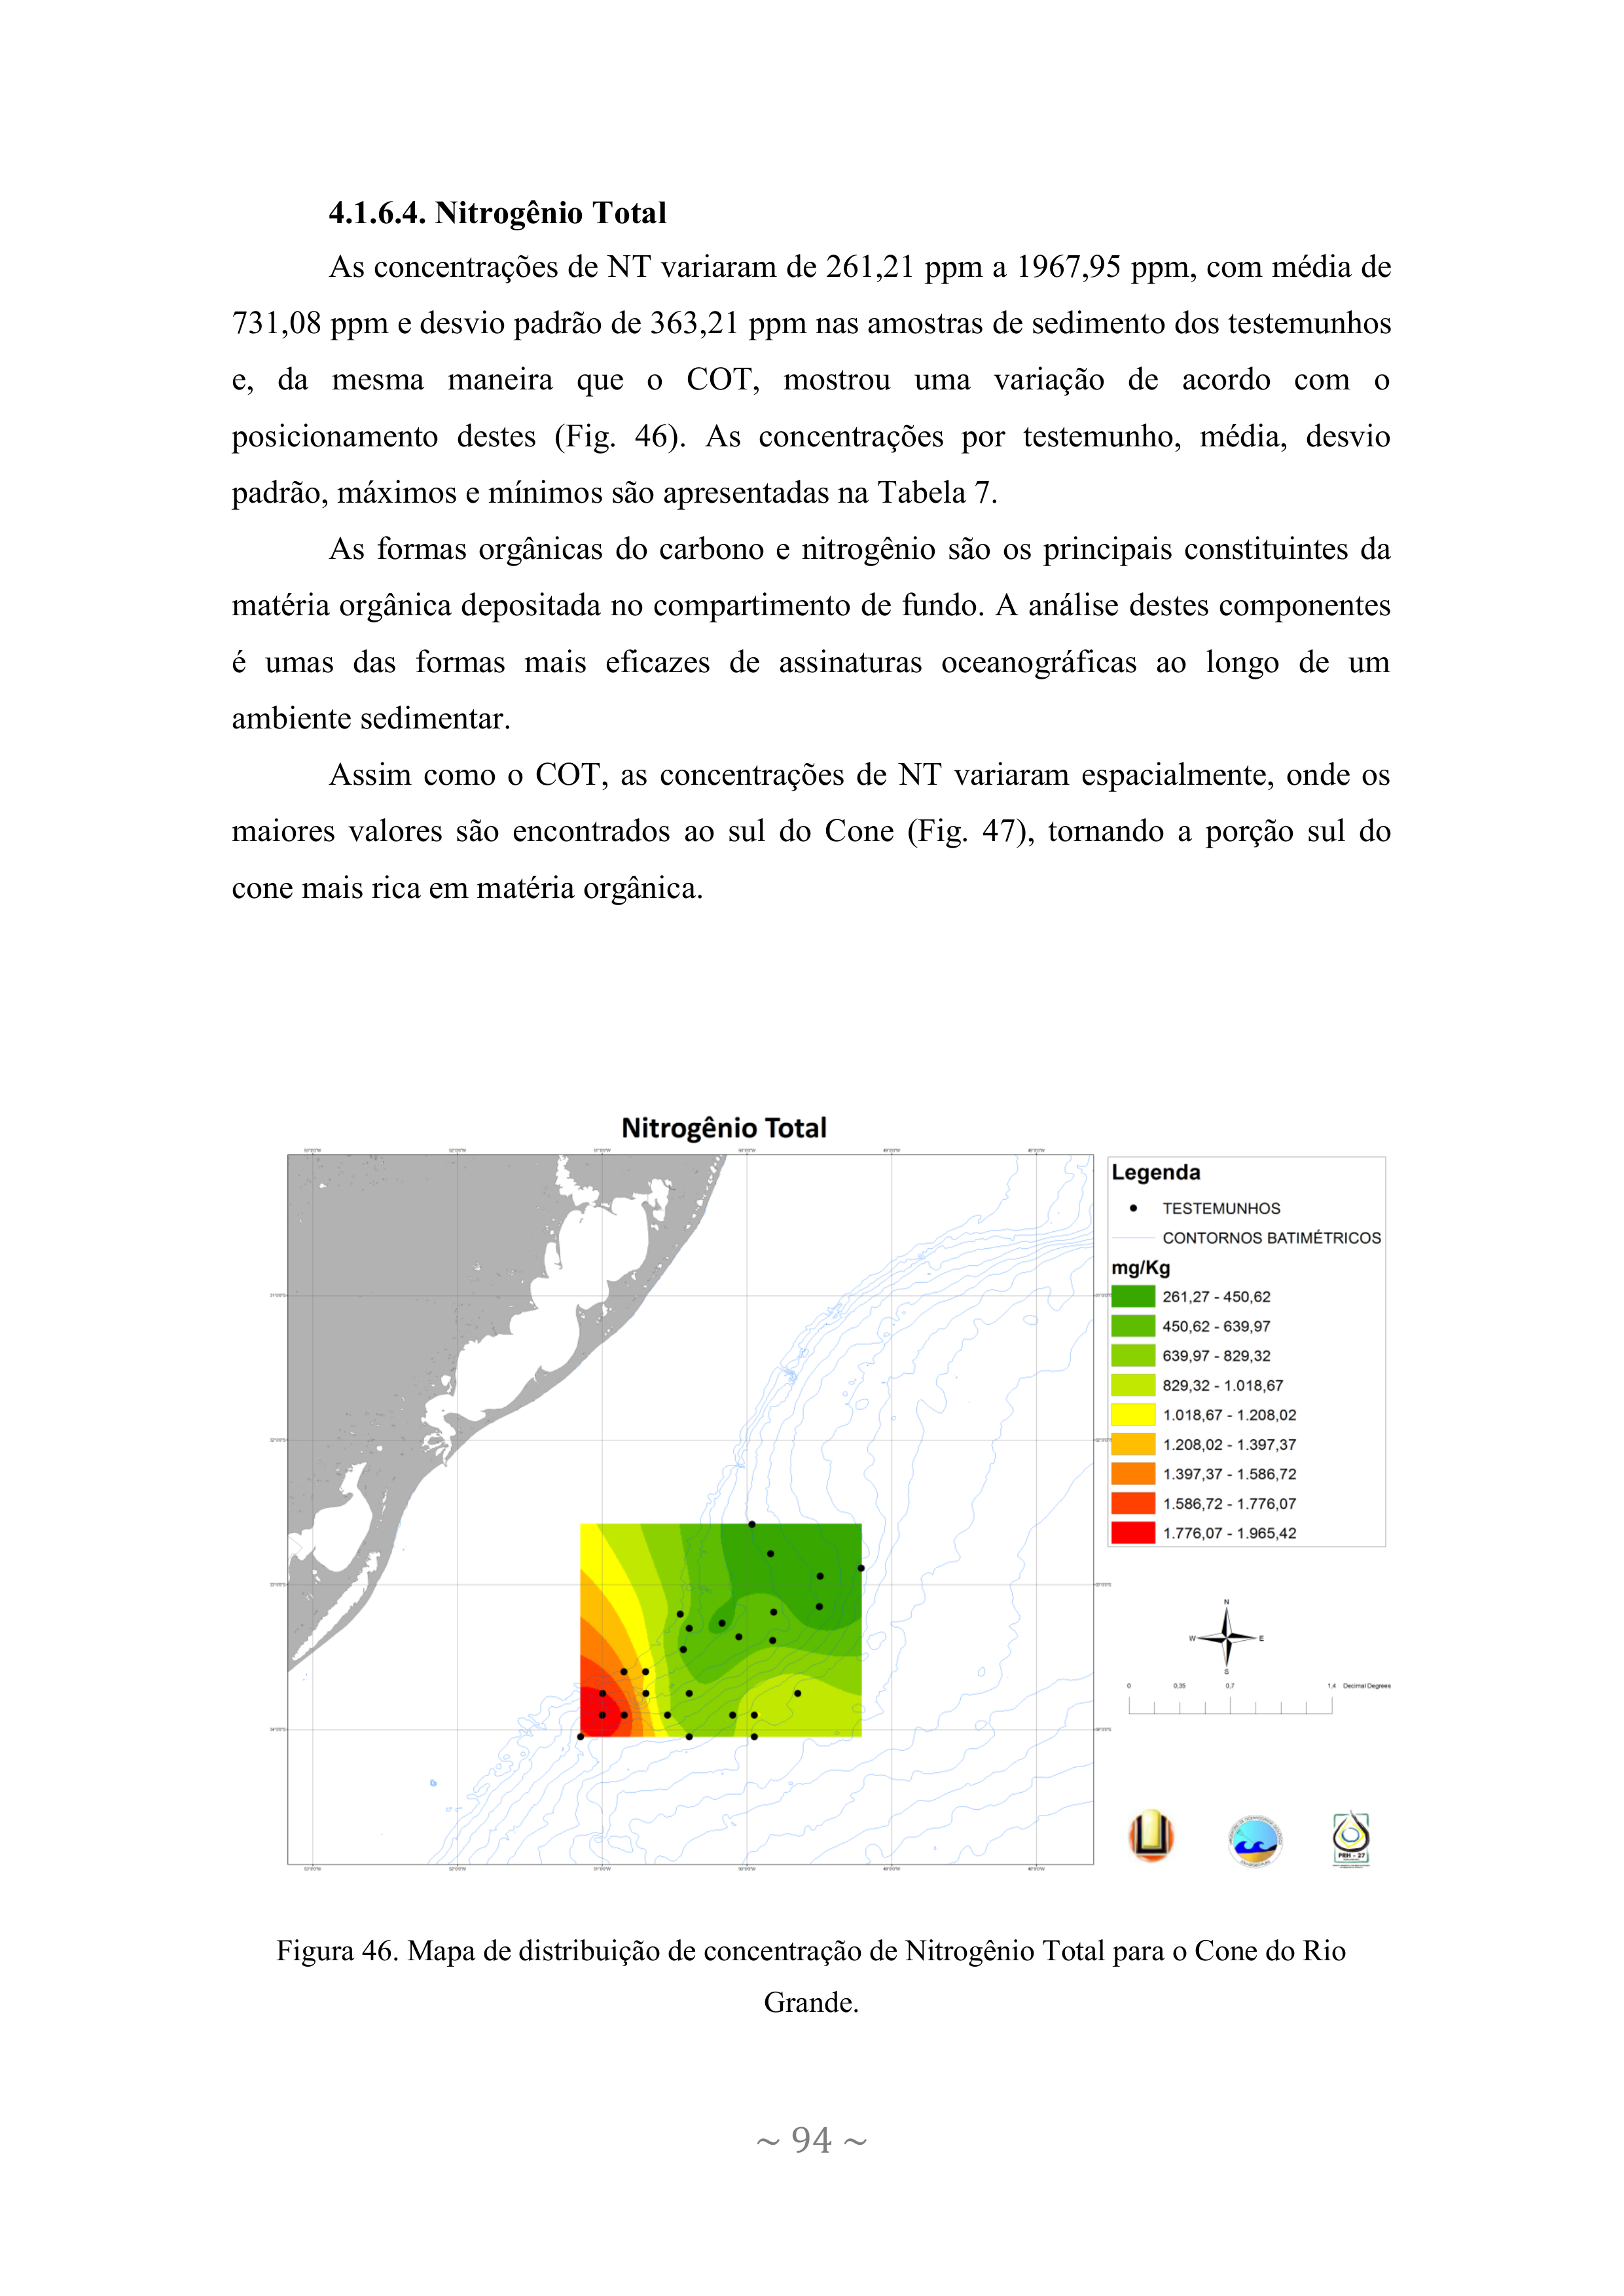 4.1.6.4. Nitrogênio Total
As concentrações de NT variaram de 261,21 ppm a 1967,95 ppm, com média de
731,08 ppm e desvio padrão de 363,21 ppm nas amostras de sedimento dos testemunhos
e, da mesma maneira que o COT, mostrou uma variação de acordo com o
posicionamento destes (Fig. 46). As concentrações por testemunho, média, desvio
padrão, máximos e mínimos são apresentadas na Tabela 7.
As formas orgânicas do carbono e nitrogênio são os principais constituintes da
matéria orgânica depositada no compartimento de fundo. A análise destes componentes
é umas das formas mais eficazes de assinaturas oceanográficas ao longo de um
ambiente sedimentar.
Assim como o COT, as concentrações de NT variaram espacialmente, onde os
maiores valores são encontrados ao sul do Cone (Fig. 47), tornando a porção sul do
cone mais rica em matéria orgânica.
Nitrogênio Total
Legenda
TESTEMUNHOS
CONTORNOS BATIMÉTRICOS
mg/Kg
261,27 - 450,62
450,62 - 639,97
639,97 - 829,32
829,32 - 1.018,67
1.018,67 - 1.208,02
1.208,02 - 1.397,37
1.397,37 - 1.586,72
1.586,72 - 1.776,07
1.776,07 - 1.965,42
N
W E
S
0 0,35 0,7 1,4 Decimal Degrees
PRH - 27
Figura 46. Mapa de distribuição de concentração de Nitrogênio Total para o Cone do Rio
Grande.
~ 94 ~